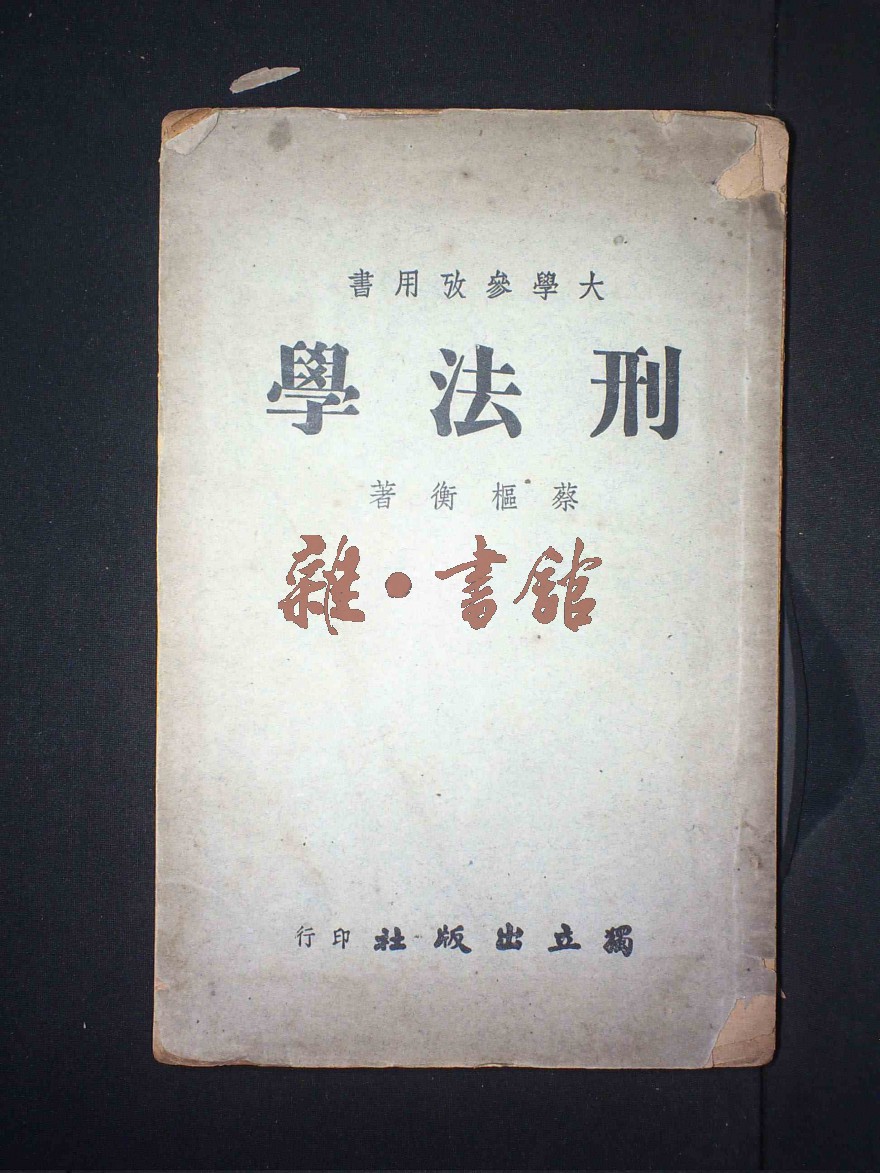 大學參攷用書
刑法學
蔡樞衡著
雜·書館
獨立出版社印行